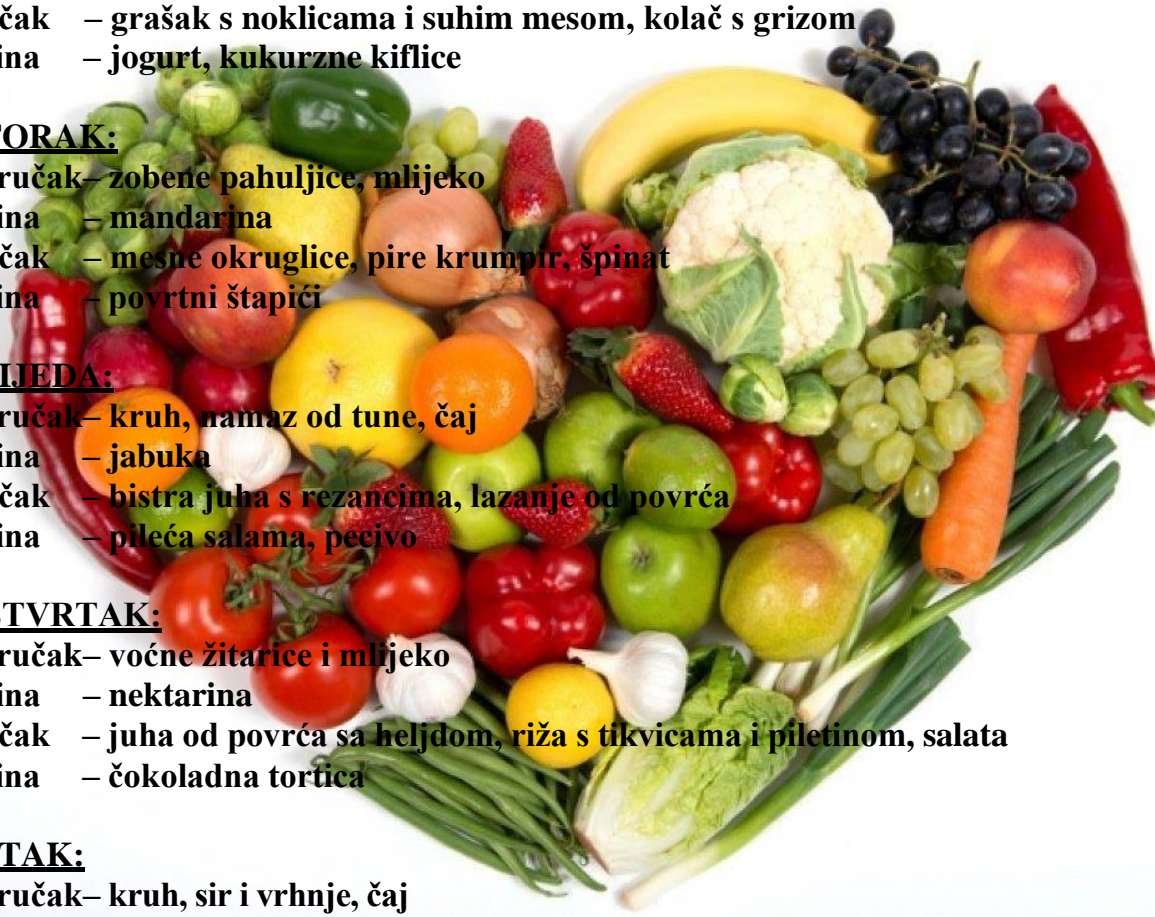 čak – grašak s noklicama i suhim mesom, kolač s grizom
ina – jogurt, kukurzne kiflice
TORAK:
ručak– zobene pahuljice, mlijeko
ina – mandarina
čak – mesne okruglice, pire krumpir, špinat
ina – povrtni štapići
IJEDA:
ručak– kruh, namaz od tune, čaj
ina – jabuka
čak – bistra juha s rezancima, lazanje od povrća
ina – pileća salama, pecivo
TVRTAK:
ručak– voćne žitarice i mlijeko
ina – nektarina
čak – juha od povrća sa heljdom, riža s tikvicama i piletinom, salata
ina – čokoladna tortica
TAK:
ručak– kruh, sir i vrhnje, čaj